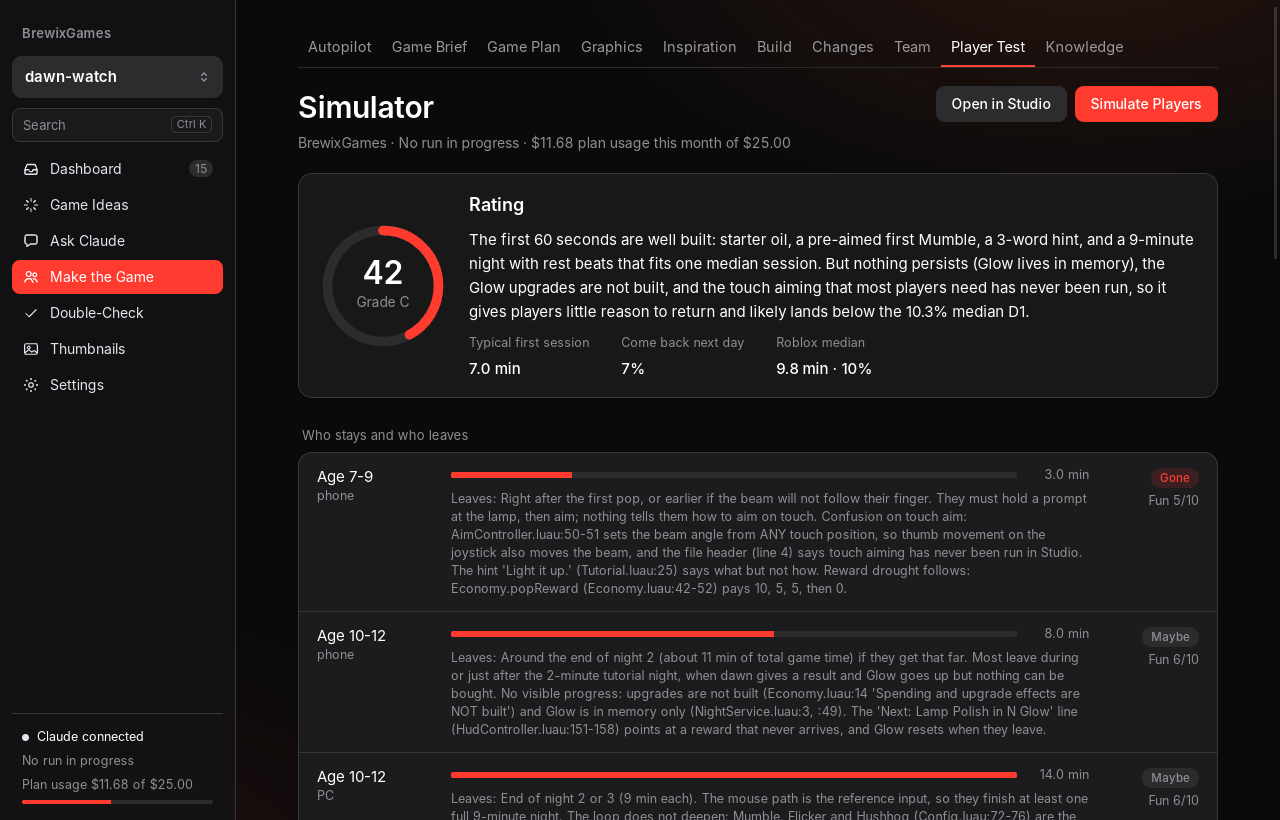 BrewixGames
dawn-watch
Search
Ctrl K
Dashboard
15
Game Ideas
Ask Claude
Make the Game
Double-Check
Thumbnails
Settings
Claude connected
No run in progress
Plan usage $11.68 of $25.00
Autopilot
Game Brief
Game Plan
Graphics
Inspiration
Build
Changes
Team
Player Test
Knowledge
Simulator
Open in Studio
Simulate Players
BrewixGames · No run in progress · $11.68 plan usage this month of $25.00
42
Grade C
Rating
The first 60 seconds are well built: starter oil, a pre-aimed first Mumble, a 3-word hint, and a 9-minute
night with rest beats that fits one median session. But nothing persists (Glow lives in memory), the
Glow upgrades are not built, and the touch aiming that most players need has never been run, so it
gives players little reason to return and likely lands below the 10.3% median D1.
Typical first session
7.0 min
Come back next day
7%
Roblox median
9.8 min · 10%
Who stays and who leaves
Age 7-9
phone
3.0 min
Gone
Fun 5/10
Leaves: Right after the first pop, or earlier if the beam will not follow their finger. They must hold a prompt
at the lamp, then aim; nothing tells them how to aim on touch. Confusion on touch aim:
AimController.luau:50-51 sets the beam angle from ANY touch position, so thumb movement on the
joystick also moves the beam, and the file header (line 4) says touch aiming has never been run in Studio.
The hint 'Light it up.' (Tutorial.luau:25) says what but not how. Reward drought follows:
Economy.popReward (Economy.luau:42-52) pays 10, 5, 5, then 0.
Age 10-12
phone
8.0 min
Maybe
Fun 6/10
Leaves: Around the end of night 2 (about 11 min of total game time) if they get that far. Most leave during
or just after the 2-minute tutorial night, when dawn gives a result and Glow goes up but nothing can be
bought. No visible progress: upgrades are not built (Economy.luau:14 'Spending and upgrade effects are
NOT built') and Glow is in memory only (NightService.luau:3, :49). The 'Next: Lamp Polish in N Glow' line
(HudController.luau:151-158) points at a reward that never arrives, and Glow resets when they leave.
Age 10-12
PC
14.0 min
Maybe
Fun 6/10
Leaves: End of night 2 or 3 (9 min each). The mouse path is the reference input, so they finish at least one
full 9-minute night. The loop does not deepen: Mumble, Flicker and Hushhog (Config.luau:72-76) are the